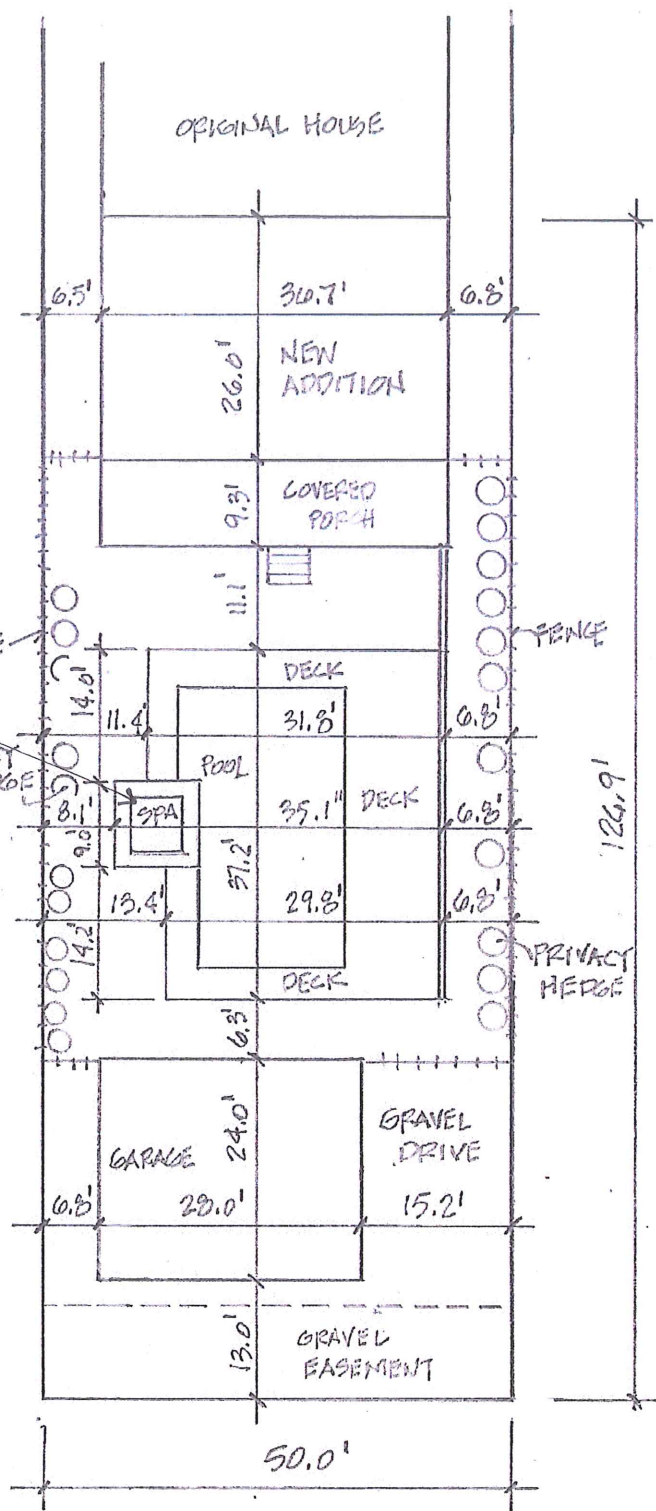 ORIGINAL HOUSE
6.5' 36.7' 6.8'
NEW
ADDITION
26.0'
COVERED
PORCH
9.3'
11.1'
FENCE
DECK
14.0'
11.4' 31.8' 6.8'
POOL
DECK
SPA
8.1' 35.1" 6.8'
9.0'
37.2'
126.9'
13.4' 29.8' 6.8'
14.2'
PRIVACY
HEDGE
DECK
6.3'
GARAGE
24.0'
GRAVEL
DRIVE
6.8' 28.0' 15.2'
13.0'
GRAVEL
EASEMENT
50.0'